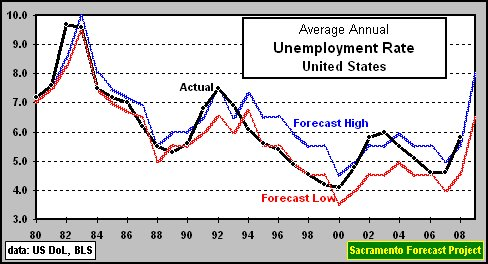 Average Annual
Unemployment Rate
United States
10.0
9.0
8.0
7.0
6.0
5.0
4.0
3.0
Actual
Forecast High
Forecast Low
80 82 84 86 88 90 92 94 96 98 00 02 04 06 08
data: US DoL, BLS
Sacramento Forecast Project